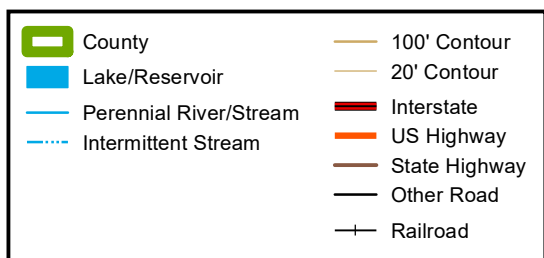 County
Lake/Reservoir
Perennial River/Stream
Intermittent Stream
100' Contour
20' Contour
Interstate
US Highway
State Highway
Other Road
Railroad